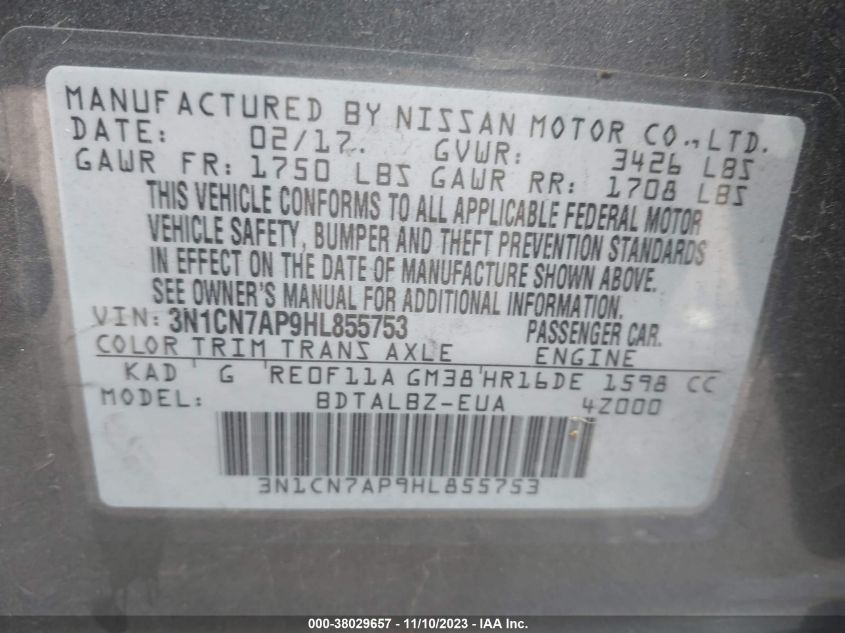 MANUFACTURED BY NISSAN MOTOR CO., LTD.
DATE: 02/17. GVWR: 3426 LBS
GAWR FR: 1750 LBS GAWR RR: 1708 LBS
THIS VEHICLE CONFORMS TO ALL APPLICABLE FEDERAL MOTOR
VEHICLE SAFETY, BUMPER AND THEFT PREVENTION STANDARDS
IN EFFECT ON THE DATE OF MANUFACTURE SHOWN ABOVE.
SEE OWNER'S MANUAL FOR ADDITIONAL INFORMATION.
VIN: 3N1CN7AP9HL855753 PASSENGER CAR.
COLOR TRIM TRANS AXLE ENGINE
KAD G RE0F11A GM38 HR16DE 1598 CC
MODEL: BDTALBZ-EUA 4Z000
3N1CN7AP9HL855753
000-38029657 - 11/10/2023 - IAA Inc.